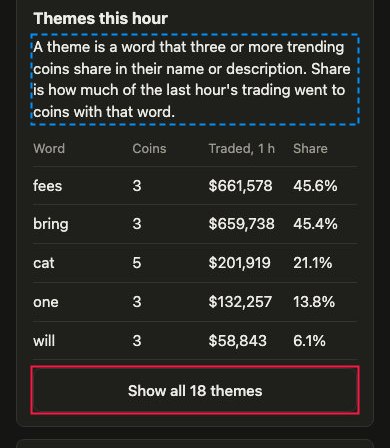 Themes this hour
A theme is a word that three or more trending
coins share in their name or description. Share
is how much of the last hour's trading went to
coins with that word.
Word Coins Traded, 1 h Share
fees 3 $661,578 45.6%
bring 3 $659,738 45.4%
cat 5 $201,919 21.1%
one 3 $132,257 13.8%
will 3 $58,843 6.1%
Show all 18 themes